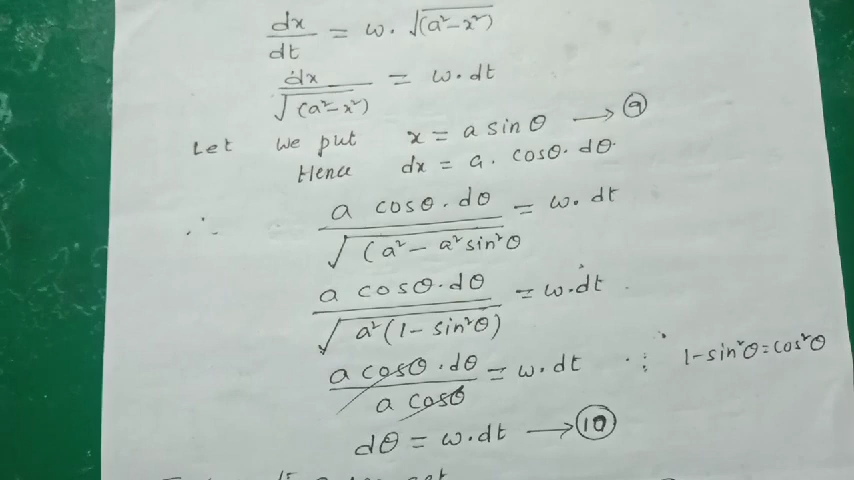 dx/dt = ω. √(a²-x²)
dx/√(a²-x²) = ω.dt
Let we put x = a sinθ → ⑨
Hence dx = a. cosθ. dθ.
∴ a cosθ.dθ/√(a²- a²sin²θ = ω. dt
a cosθ.dθ/√a²(1- sin²θ) = ω.dt
a cosθ.dθ/a cosθ = ω.dt ∵ 1-sin²θ=cos²θ
dθ = ω.dt → ⑩